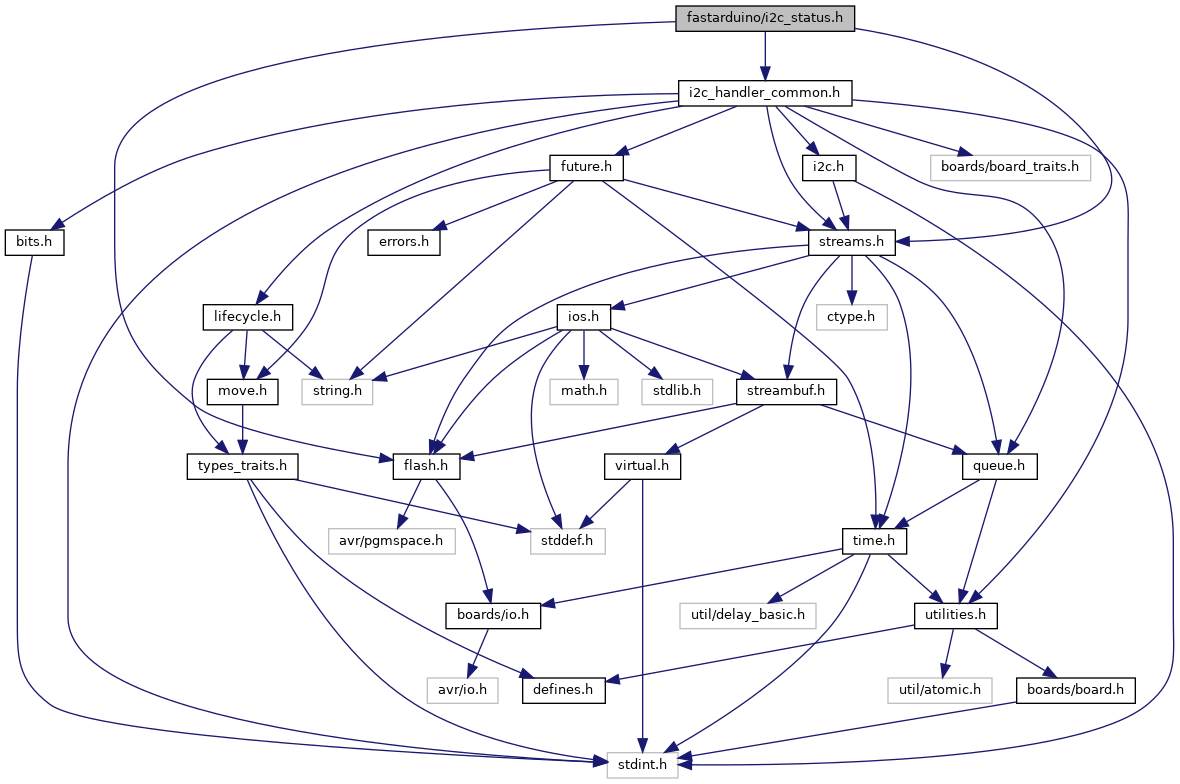 fastarduino/i2c_status.h
i2c_handler_common.h
future.h
i2c.h
boards/board_traits.h
bits.h
errors.h
streams.h
lifecycle.h
ios.h
ctype.h
move.h
string.h
math.h
stdlib.h
streambuf.h
types_traits.h
flash.h
virtual.h
queue.h
avr/pgmspace.h
stddef.h
time.h
boards/io.h
util/delay_basic.h
utilities.h
avr/io.h
defines.h
util/atomic.h
boards/board.h
stdint.h